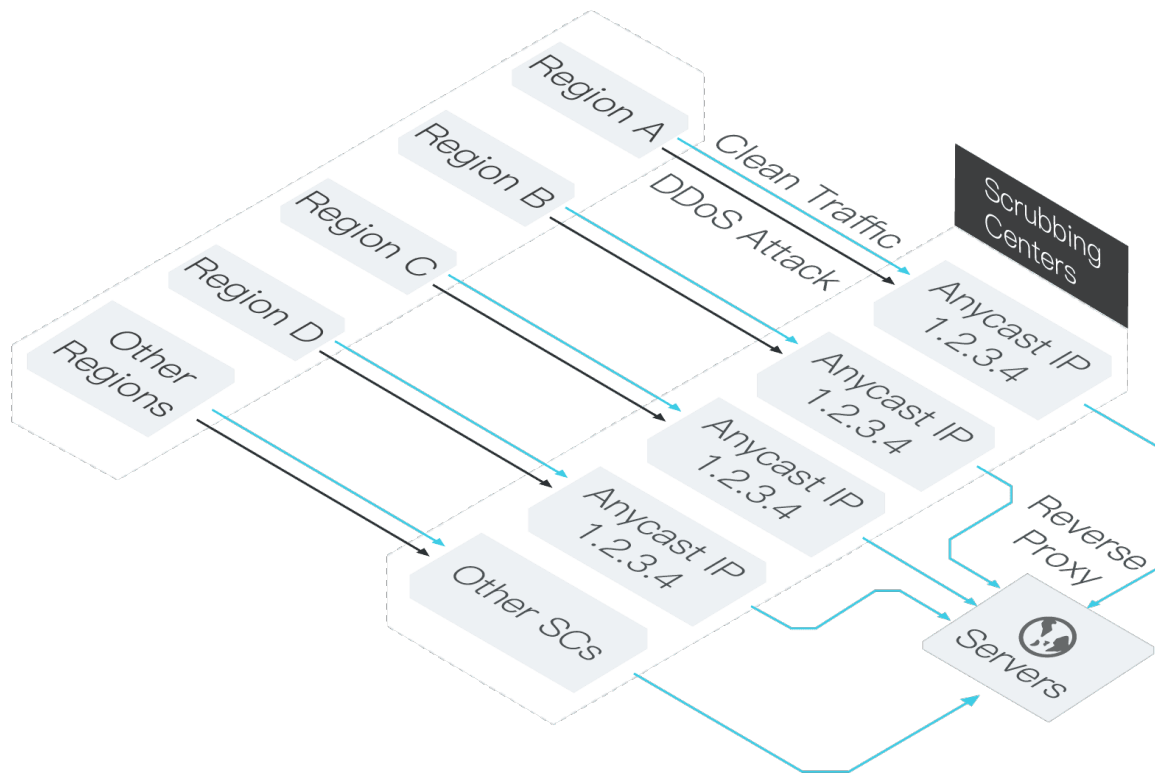 Region A
Region B
Region C
Region D
Other
Regions
Clean Traffic
DDoS Attack
Scrubbing
Centers
Anycast IP
1.2.3.4
Anycast IP
1.2.3.4
Anycast IP
1.2.3.4
Anycast IP
1.2.3.4
Other SCs
Reverse
Proxy
Servers